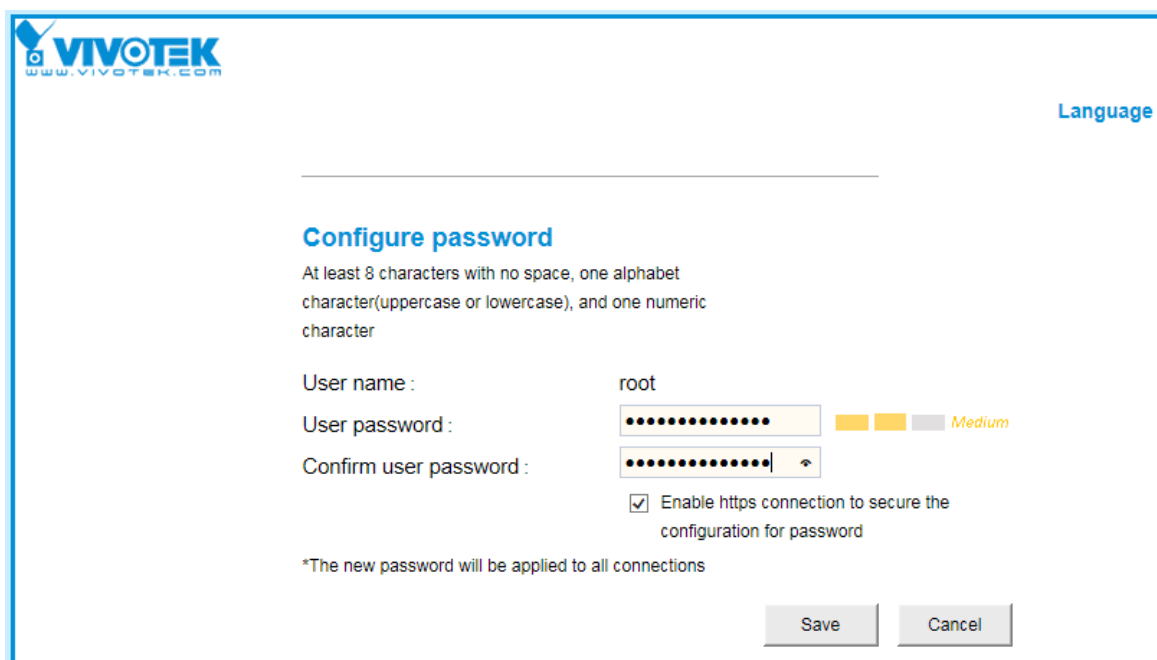 VIVOTEK
www.vivotek.com
Language
Configure password
At least 8 characters with no space, one alphabet
character(uppercase or lowercase), and one numeric
character
User name : root
User password : •••••••••••••• Medium
Confirm user password : ••••••••••••••
Enable https connection to secure the
configuration for password
*The new password will be applied to all connections
Save Cancel